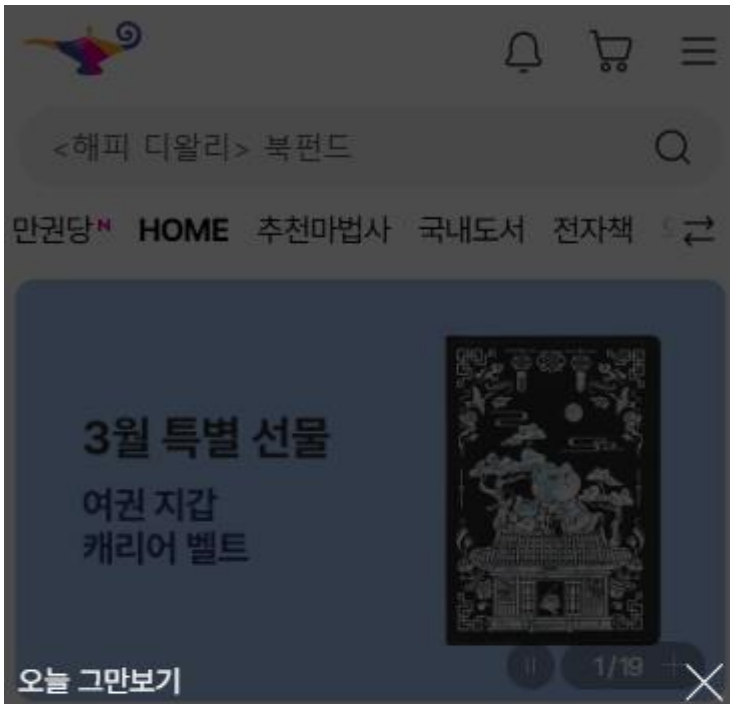 <해피 디왈리> 북펀드
만권당 N HOME 추천마법사 국내도서 전자책
3월 특별 선물
여권 지갑
캐리어 벨트
1/19
오늘 그만보기